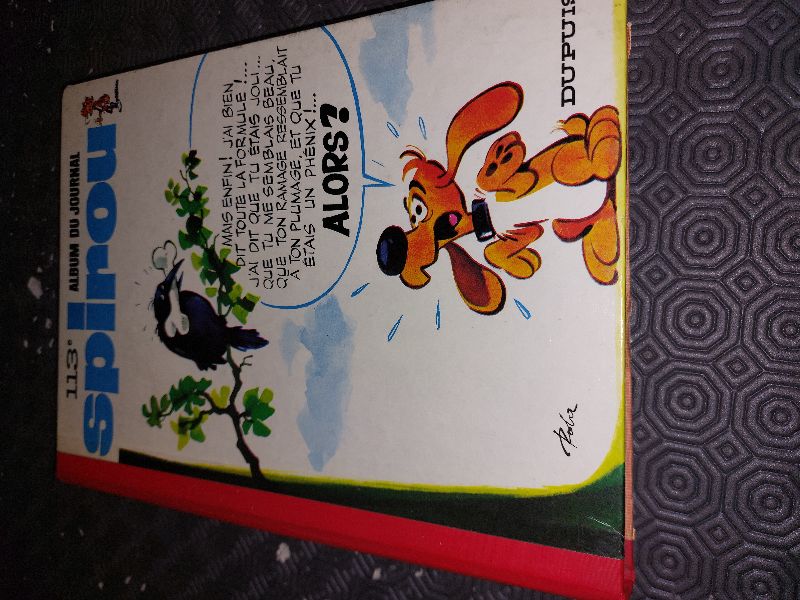 113e ALBUM DU JOURNAL
spirou
MAIS ENFIN! J'AI BIEN
DIT TOUTE LA FORMULE!...
J'AI DIT QUE TU ÉTAIS JOLI...
QUE TU ME SEMBLAIS BEAU,
QUE TON RAMAGE RESSEMBLAIT
A TON PLUMAGE, ET QUE TU
ÉTAIS UN PHÉNIX!...
ALORS?
Roba
DUPUIS